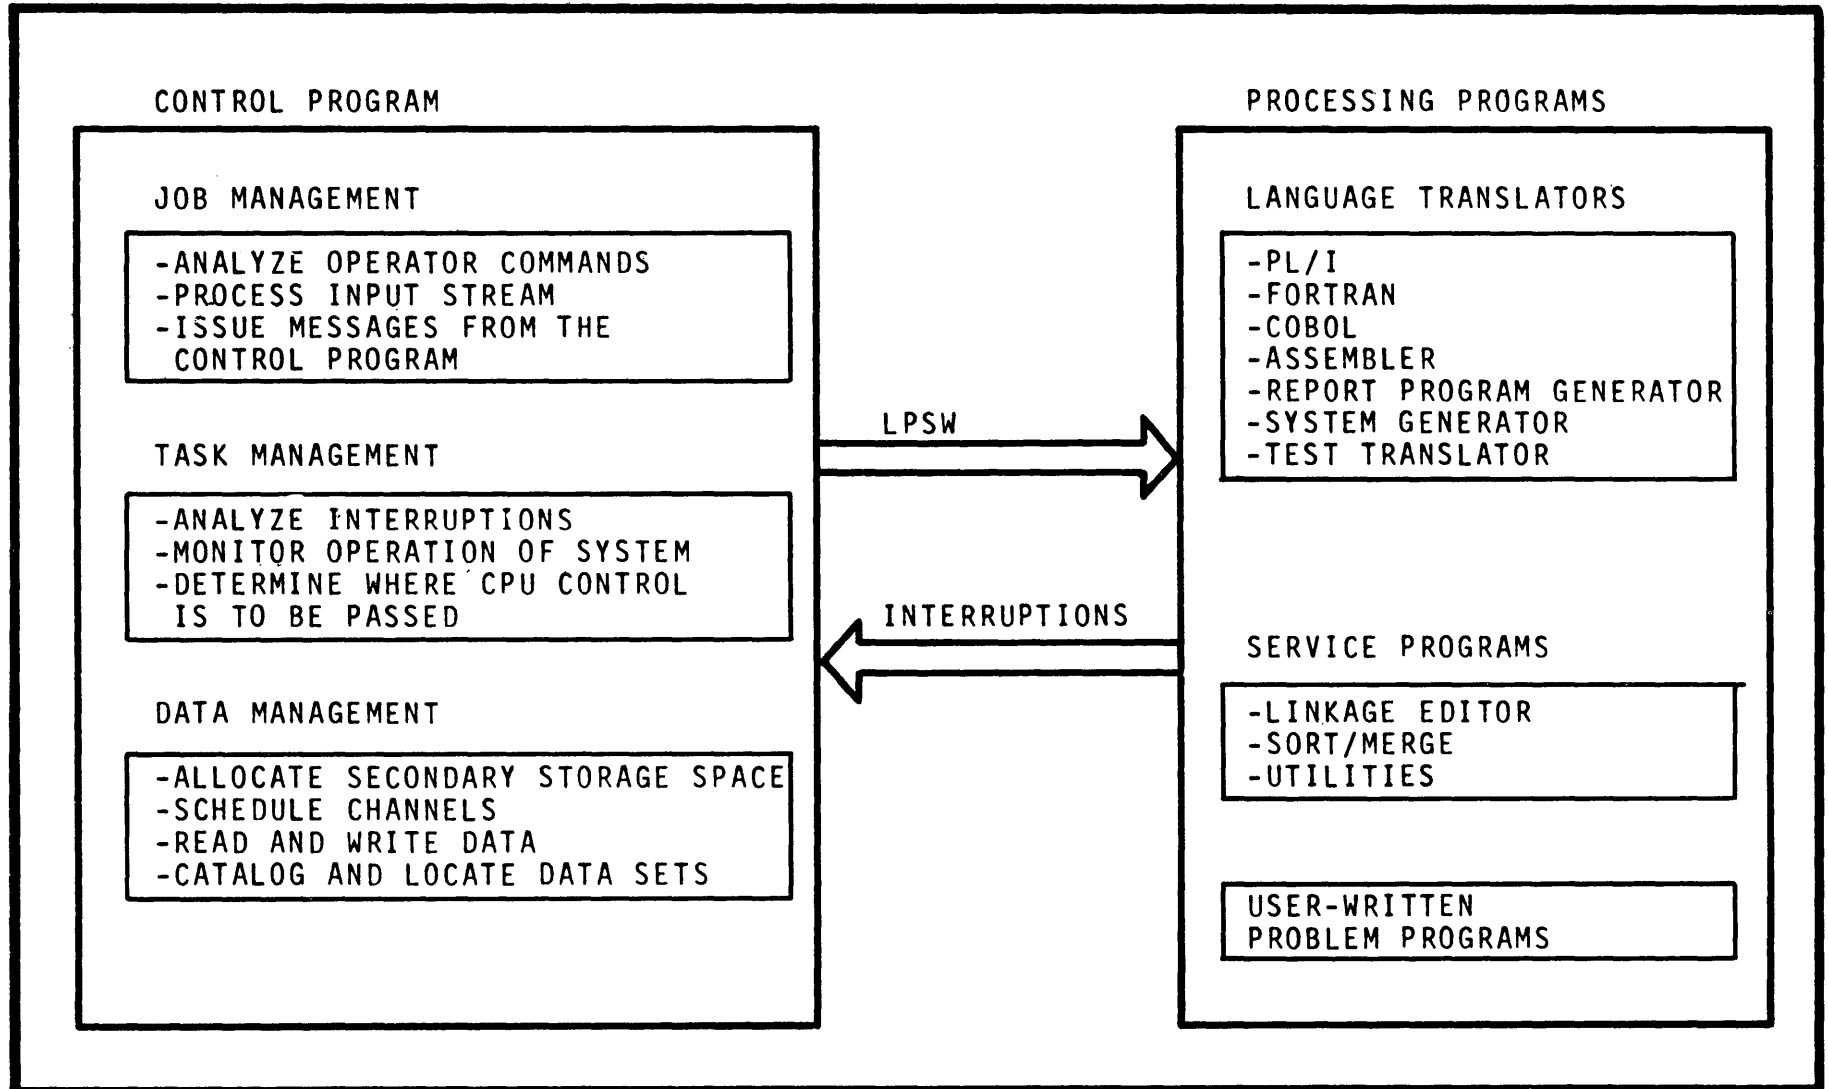 CONTROL PROGRAM
JOB MANAGEMENT
-ANALYZE OPERATOR COMMANDS
-PROCESS INPUT STREAM
-ISSUE MESSAGES FROM THE
CONTROL PROGRAM
TASK MANAGEMENT
-ANALYZE INTERRUPTIONS
-MONITOR OPERATION OF SYSTEM
-DETERMINE WHERE CPU CONTROL
IS TO BE PASSED
DATA MANAGEMENT
-ALLOCATE SECONDARY STORAGE SPACE
-SCHEDULE CHANNELS
-READ AND WRITE DATA
-CATALOG AND LOCATE DATA SETS
LPSW
INTERRUPTIONS
PROCESSING PROGRAMS
LANGUAGE TRANSLATORS
-PL/I
-FORTRAN
-COBOL
-ASSEMBLER
-REPORT PROGRAM GENERATOR
-SYSTEM GENERATOR
-TEST TRANSLATOR
SERVICE PROGRAMS
-LINKAGE EDITOR
-SORT/MERGE
-UTILITIES
USER-WRITTEN
PROBLEM PROGRAMS